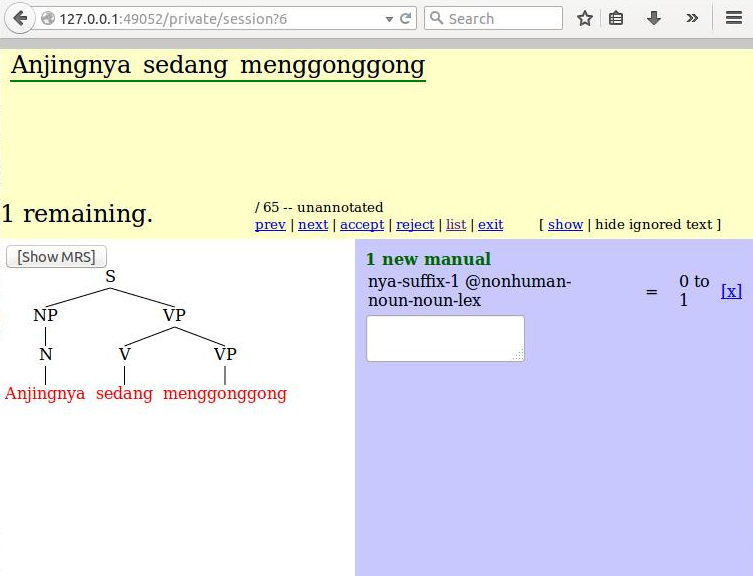 127.0.0.1:49052/private/session?6 Search
Anjingnya sedang menggonggong
/ 65 -- unannotated
1 remaining.
prev | next | accept | reject | list | exit [ show | hide ignored text ]
[Show MRS]
S
NP VP
N V VP
Anjingnya sedang menggonggong
1 new manual
nya-suffix-1 @nonhuman-
noun-noun-lex
=
0 to
1
[x]